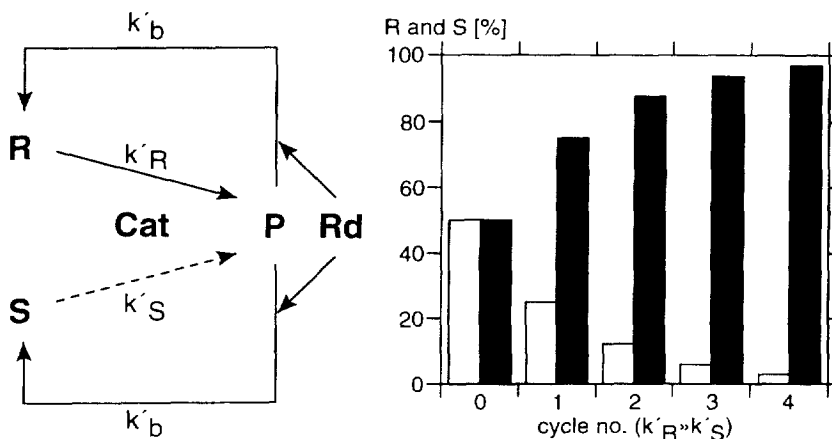 k´b
R
k´R
Cat
P
Rd
k´S
S
k´b
R and S [%]
100
80
60
40
20
0
0 1 2 3 4
cycle no. (k´R»k´S)